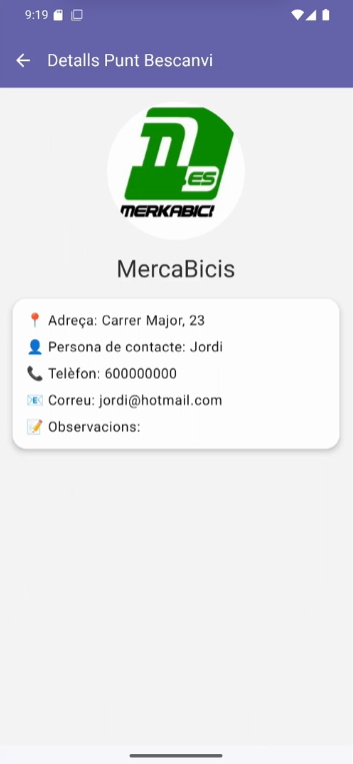 9:19
Detalls Punt Bescanvi
ES
MERKABICI
MercaBicis
📍 Adreça: Carrer Major, 23
👤 Persona de contacte: Jordi
📞 Telèfon: 600000000
📧 Correu: jordi@hotmail.com
📝 Observacions: